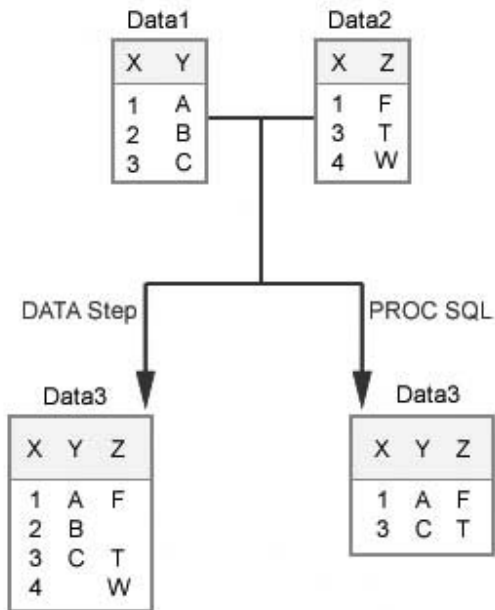 Data1
X Y
1 A
2 B
3 C
Data2
X Z
1 F
3 T
4 W
DATA Step
PROC SQL
Data3
X Y Z
1 A F
2 B
3 C T
4 W
Data3
X Y Z
1 A F
3 C T